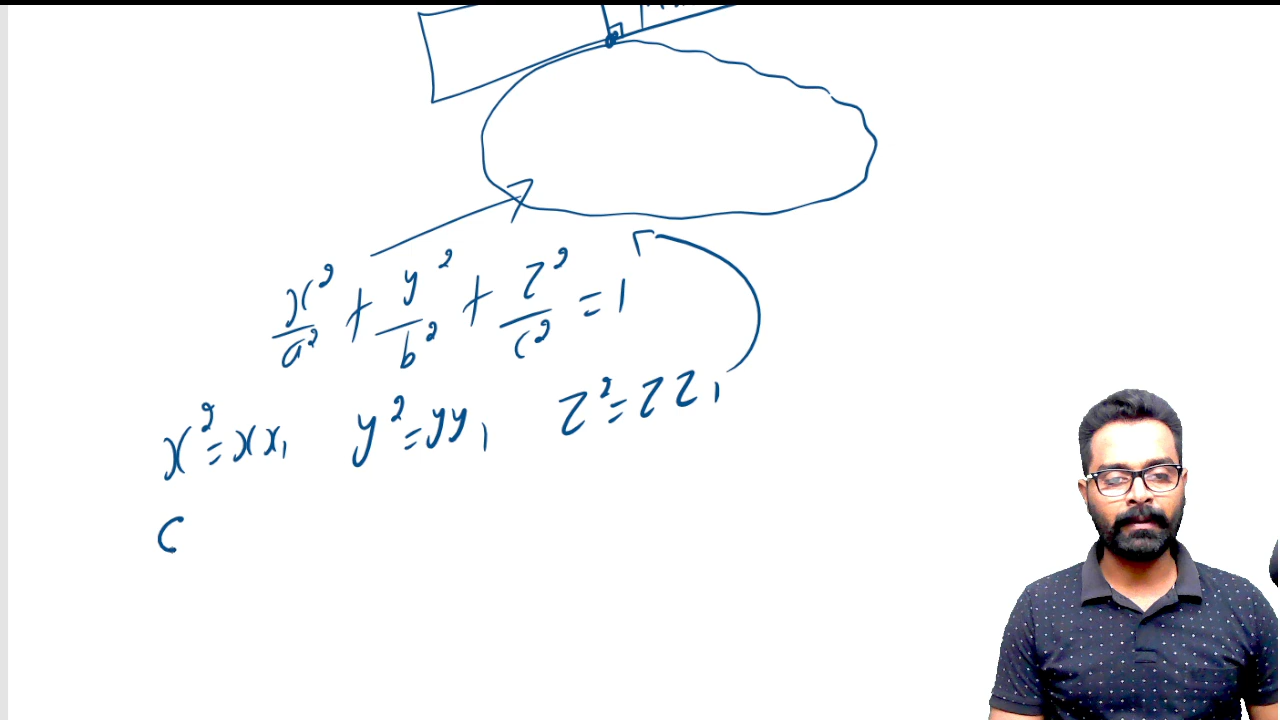 x²/a² + y²/b² + z²/c² = 1
x² = xx₁ y² = yy₁ z² = zz₁
C